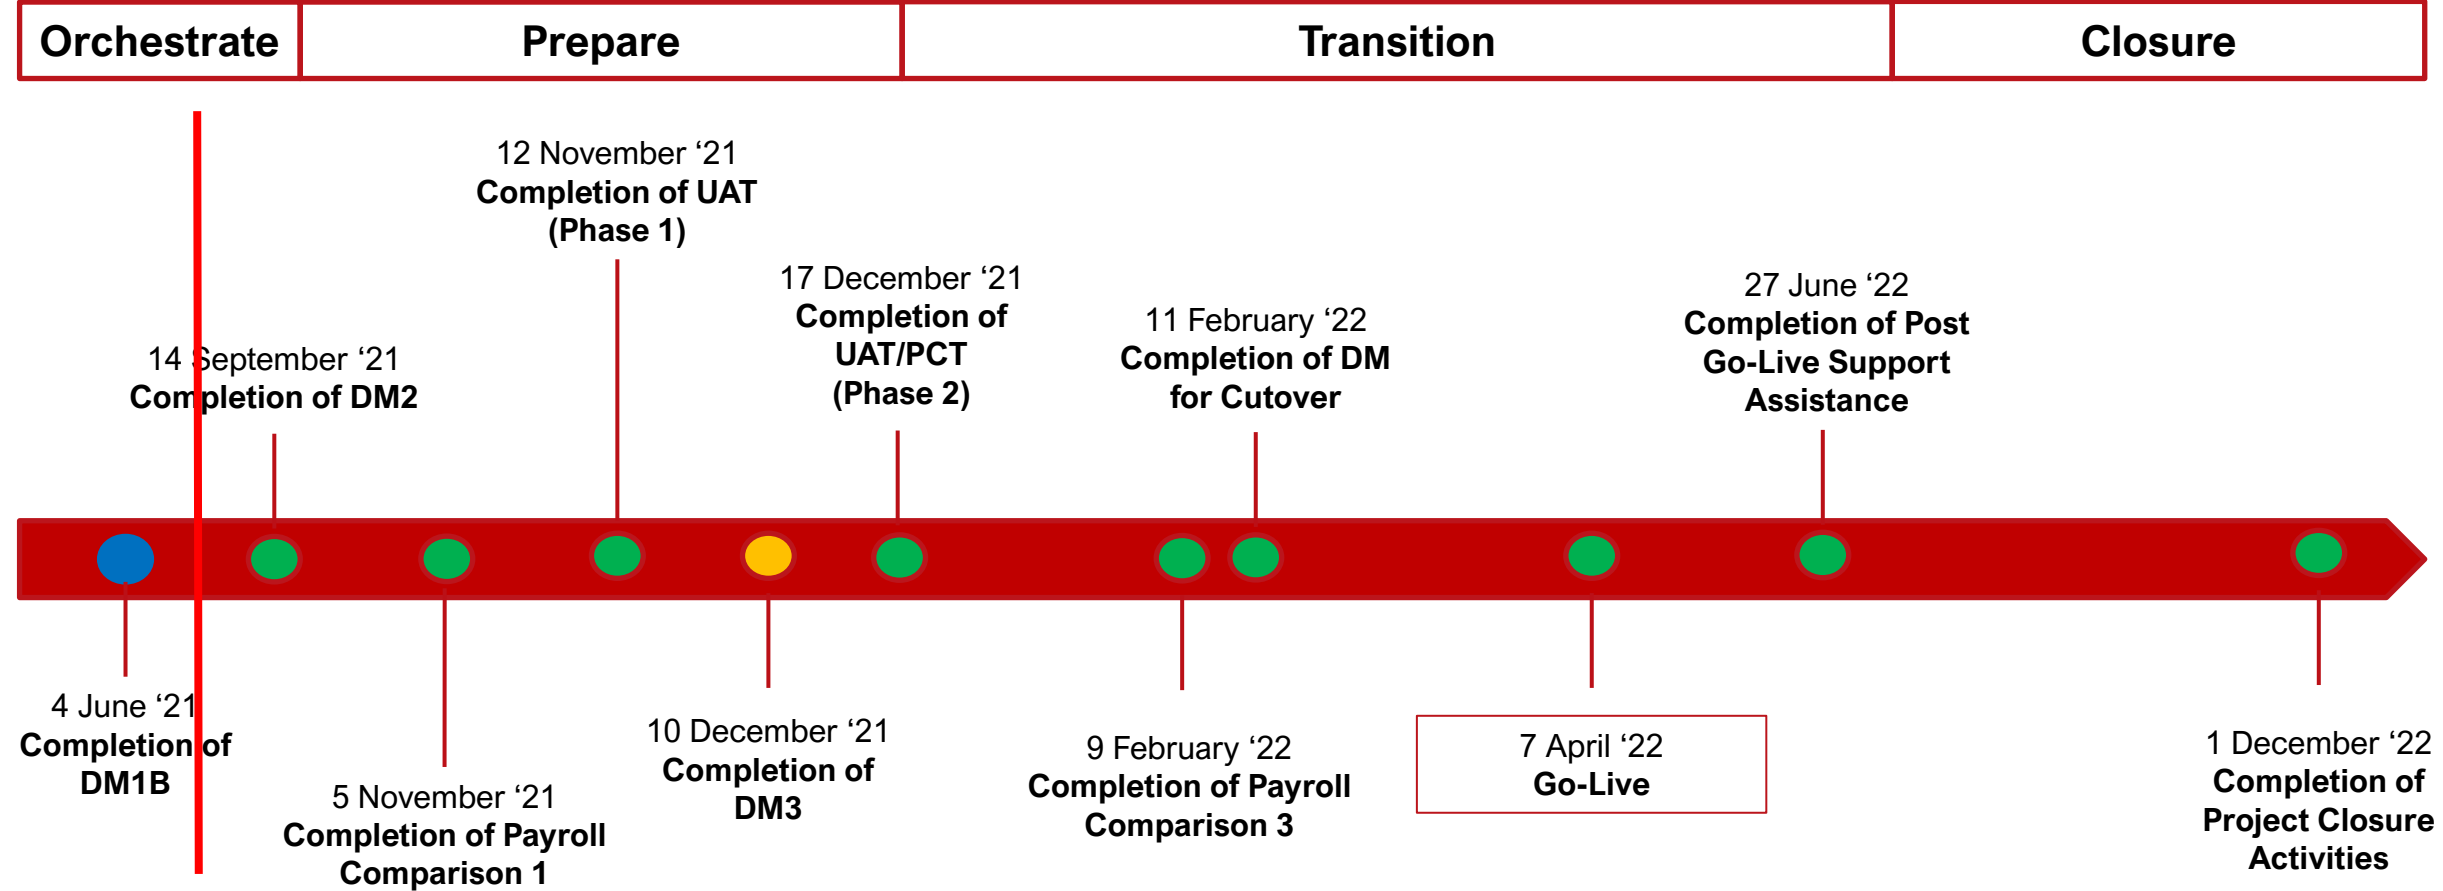 Orchestrate
Prepare
Transition
Closure
12 November ‘21
Completion of UAT
(Phase 1)
17 December ‘21
Completion of
UAT/PCT
(Phase 2)
14 September ‘21
Completion of DM2
11 February ‘22
Completion of DM
for Cutover
27 June ‘22
Completion of Post
Go-Live Support
Assistance
4 June ‘21
Completion of
DM1B
5 November ‘21
Completion of Payroll
Comparison 1
10 December ‘21
Completion of
DM3
9 February ‘22
Completion of Payroll
Comparison 3
7 April ‘22
Go-Live
1 December ‘22
Completion of
Project Closure
Activities